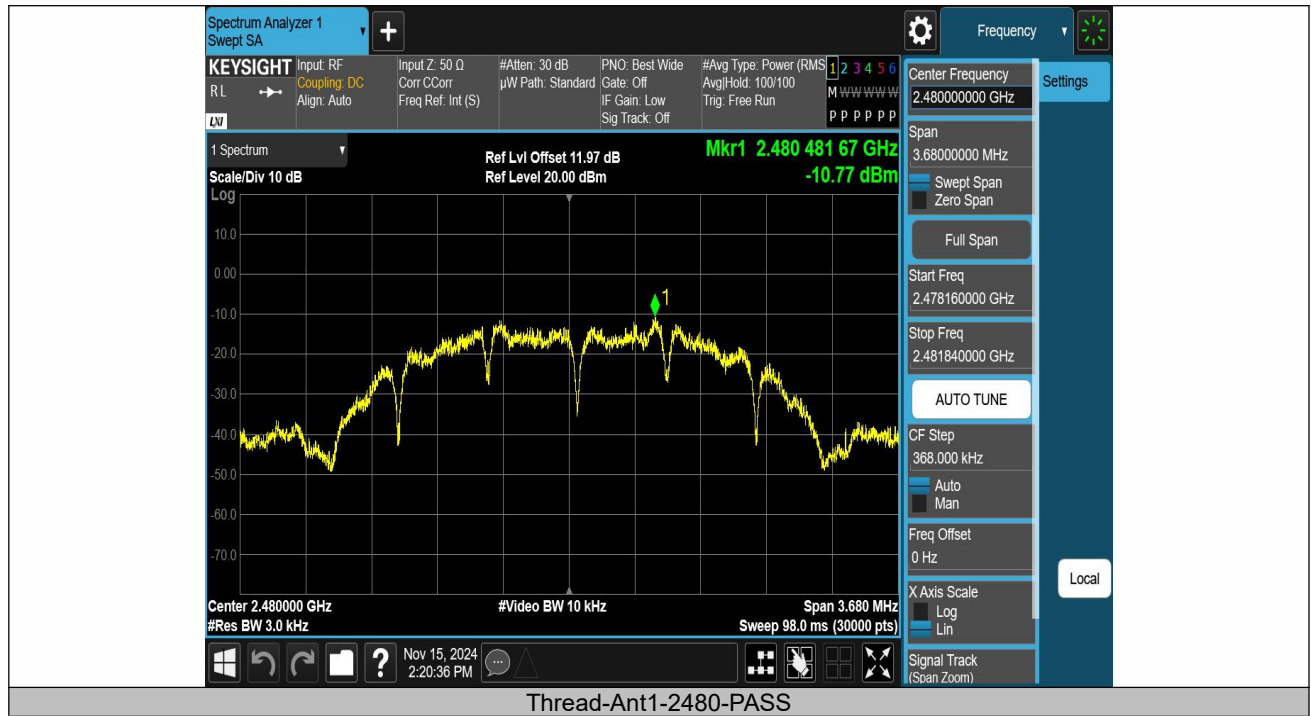 Spectrum Analyzer 1
Swept SA
Frequency
KEYSIGHT
RL
LXI
Input: RF
Coupling: DC
Align: Auto
Input Z: 50 Ω
Corr CCorr
Freq Ref: Int (S)
#Atten: 30 dB
µW Path: Standard
PNO: Best Wide
Gate: Off
IF Gain: Low
Sig Track: Off
#Avg Type: Power (RMS
Avg|Hold: 100/100
Trig: Free Run
1 2 3 4 5 6
M W W W W W
P P P P P P
1 Spectrum
Scale/Div 10 dB
Ref Lvl Offset 11.97 dB
Ref Level 20.00 dBm
Mkr1 2.480 481 67 GHz
-10.77 dBm
Log
10.0
0.00
-10.0
-20.0
-30.0
-40.0
-50.0
-60.0
-70.0
1
Center 2.480000 GHz
#Res BW 3.0 kHz
#Video BW 10 kHz
Span 3.680 MHz
Sweep 98.0 ms (30000 pts)
Center Frequency
2.480000000 GHz
Settings
Span
3.68000000 MHz
Swept Span
Zero Span
Full Span
Start Freq
2.478160000 GHz
Stop Freq
2.481840000 GHz
AUTO TUNE
CF Step
368.000 kHz
Auto
Man
Freq Offset
0 Hz
X Axis Scale
Log
Lin
Local
Signal Track
(Span Zoom)
?
Nov 15, 2024
2:20:36 PM
Thread-Ant1-2480-PASS